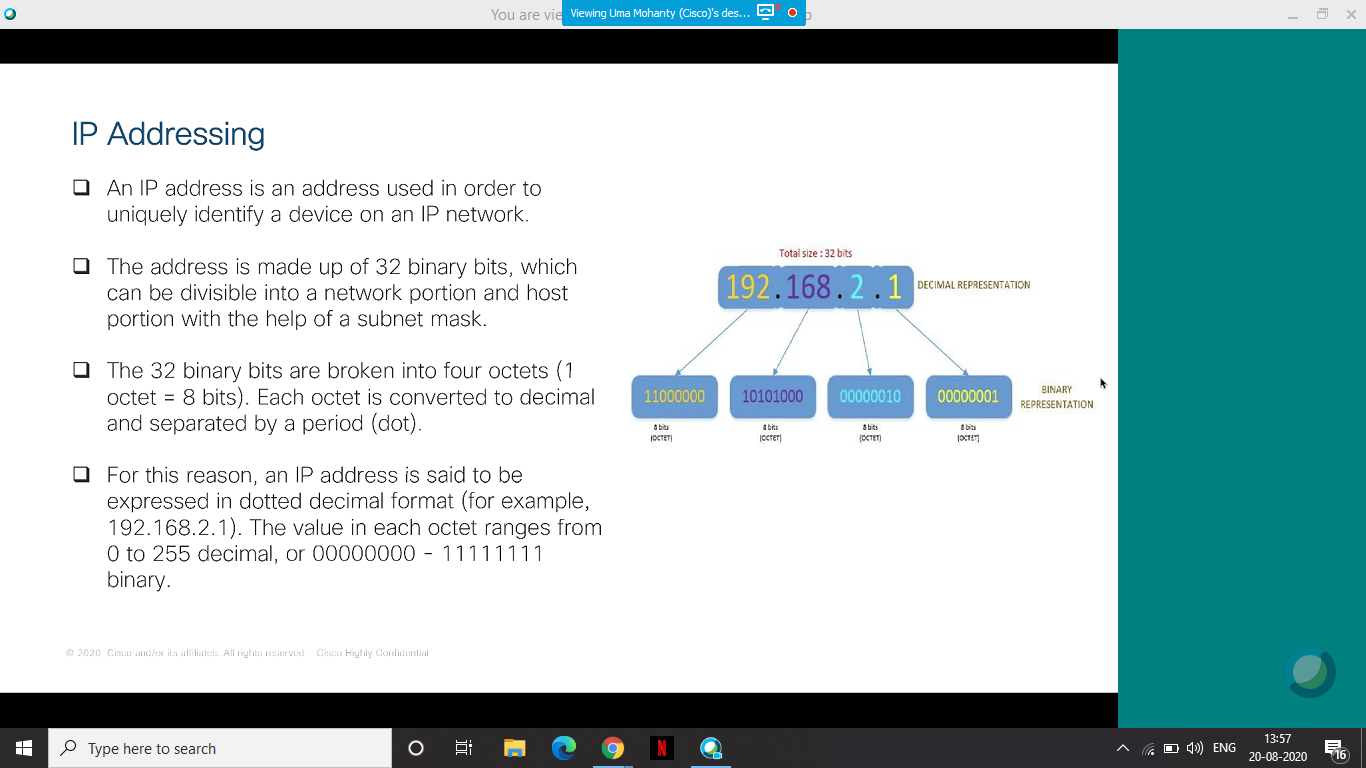 You are vie
Viewing Uma Mohanty (Cisco)'s des...
IP Addressing
An IP address is an address used in order to
uniquely identify a device on an IP network.
The address is made up of 32 binary bits, which
can be divisible into a network portion and host
portion with the help of a subnet mask.
The 32 binary bits are broken into four octets (1
octet = 8 bits). Each octet is converted to decimal
and separated by a period (dot).
For this reason, an IP address is said to be
expressed in dotted decimal format (for example,
192.168.2.1). The value in each octet ranges from
0 to 255 decimal, or 00000000 - 11111111
binary.
Total size : 32 bits
192.168.2.1
DECIMAL REPRESENTATION
11000000 10101000 00000010 00000001
BINARY
REPRESENTATION
8 bits 8 bits 8 bits 8 bits
(OCTET) (OCTET) (OCTET) (OCTET)
© 2020 Cisco and/or its affiliates. All rights reserved. Cisco Highly Confidential
Type here to search
N
ENG
13:57
20-08-2020
16